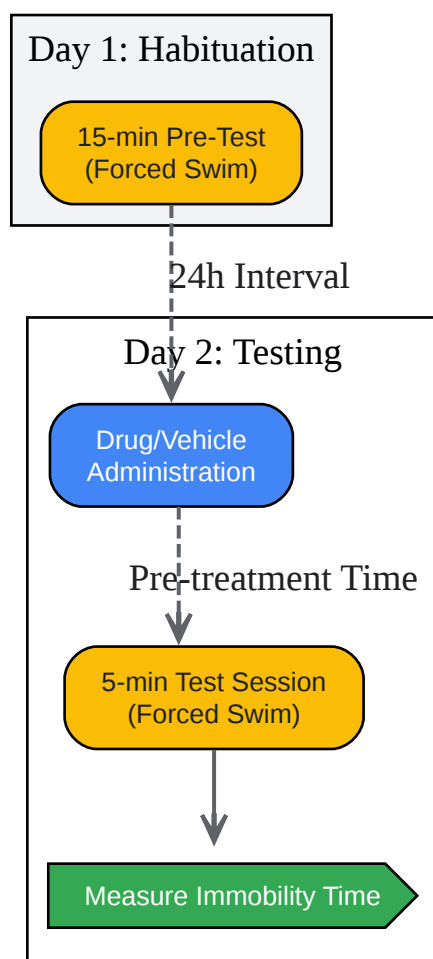 Day 1: Habituation
15-min Pre-Test
(Forced Swim)
24h Interval
Day 2: Testing
Drug/Vehicle
Administration
Pre-treatment Time
5-min Test Session
(Forced Swim)
Measure Immobility Time